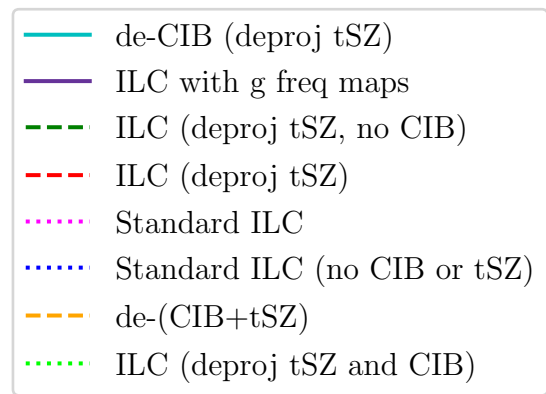 de-CIB (deproj tSZ)
ILC with g freq maps
ILC (deproj tSZ, no CIB)
ILC (deproj tSZ)
Standard ILC
Standard ILC (no CIB or tSZ)
de-(CIB+tSZ)
ILC (deproj tSZ and CIB)